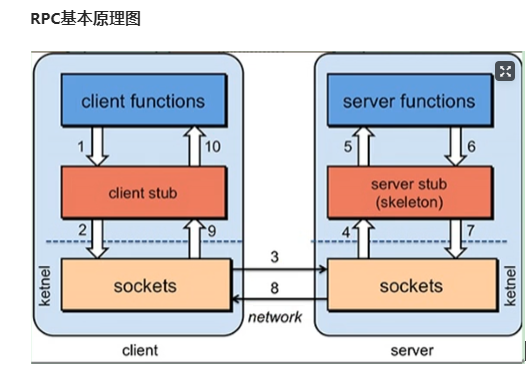 RPC基本原理图
client functions
server functions
1
10
5
6
client stub
server stub
(skeleton)
2
9
4
7
3
ketnel
sockets
8
sockets
ketnel
network
client
server